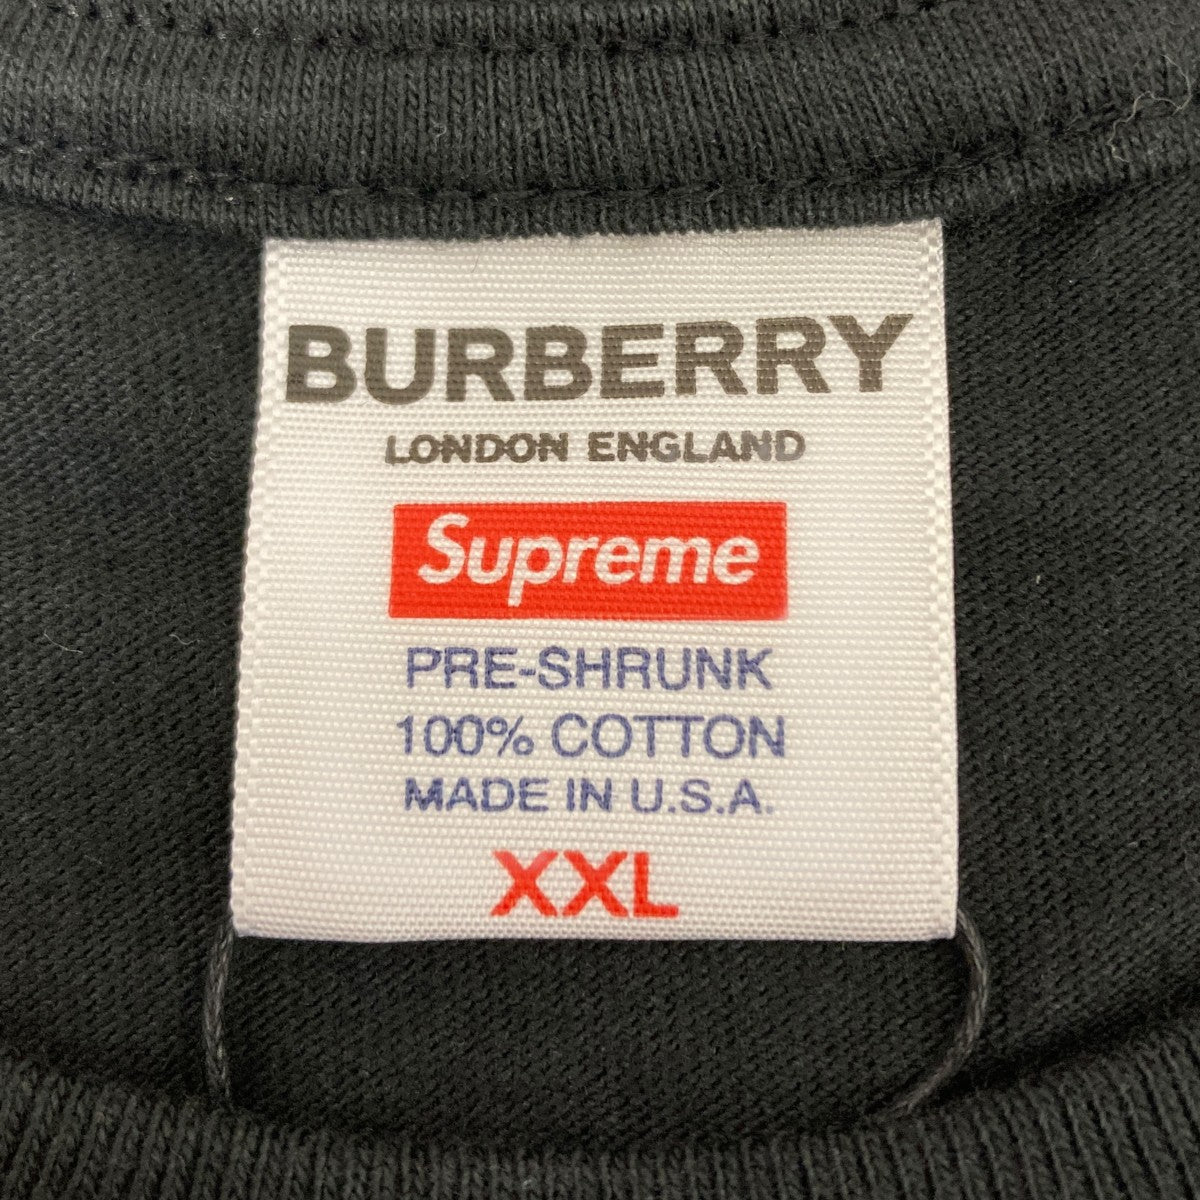 BURBERRY
LONDON ENGLAND
Supreme
PRE-SHRUNK
100% COTTON
MADE IN U.S.A.
XXL